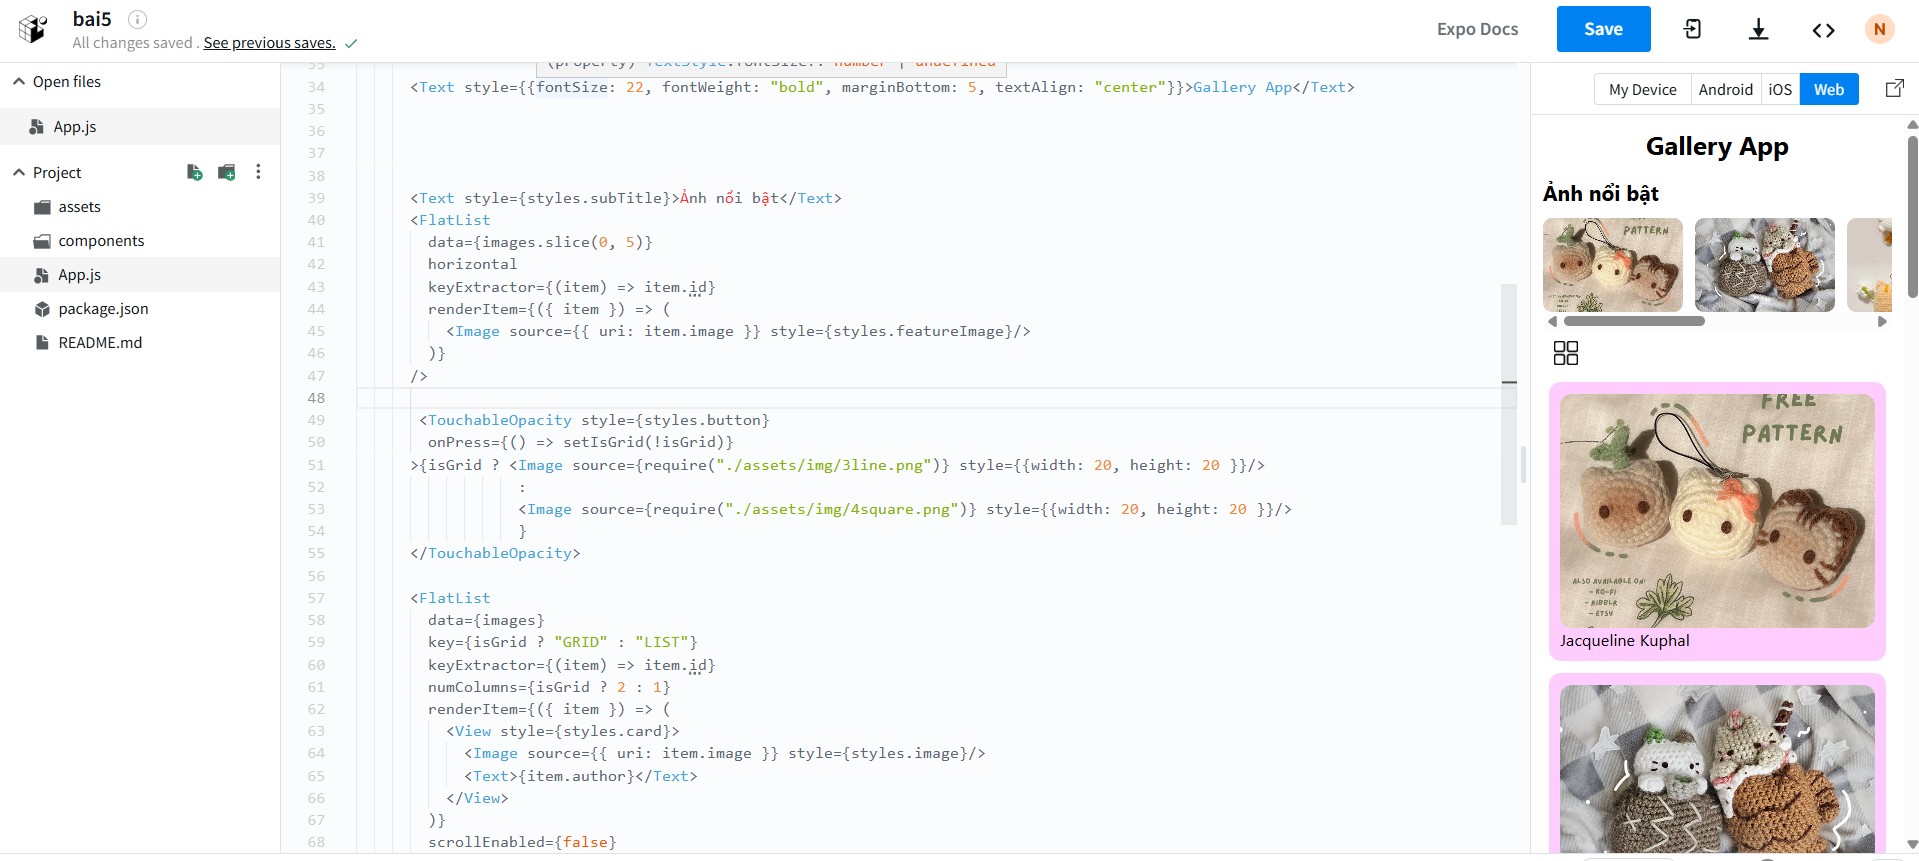 bai5
All changes saved . See previous saves.
Expo Docs
Save
N
Open files
App.js
Project
assets
components
App.js
package.json
README.md
34 <Text style={{fontSize: 22, fontWeight: "bold", marginBottom: 5, textAlign: "center"}}>Gallery App</Text>
35
36
37
38
39 <Text style={styles.subTitle}>Ảnh nổi bật</Text>
40 <FlatList
41 data={images.slice(0, 5)}
42 horizontal
43 keyExtractor={(item) => item.id}
44 renderItem={({ item }) => (
45 <Image source={{ uri: item.image }} style={styles.featureImage}/>
46 )}
47 />
48
49 <TouchableOpacity style={styles.button}
50 onPress={() => setIsGrid(!isGrid)}
51 >{isGrid ? <Image source={require("./assets/img/3line.png")} style={{width: 20, height: 20 }}/>
52 :
53 <Image source={require("./assets/img/4square.png")} style={{width: 20, height: 20 }}/>
54 }
55 </TouchableOpacity>
56
57 <FlatList
58 data={images}
59 key={isGrid ? "GRID" : "LIST"}
60 keyExtractor={(item) => item.id}
61 numColumns={isGrid ? 2 : 1}
62 renderItem={({ item }) => (
63 <View style={styles.card}>
64 <Image source={{ uri: item.image }} style={styles.image}/>
65 <Text>{item.author}</Text>
66 </View>
67 )}
68 scrollEnabled={false}
My Device
Android
iOS
Web
Gallery App
Ảnh nổi bật
PATTERN
FREE
PATTERN
ALSO AVAILABLE ON:
- KO-FI
- RIBBLR
- ETSY
Jacqueline Kuphal